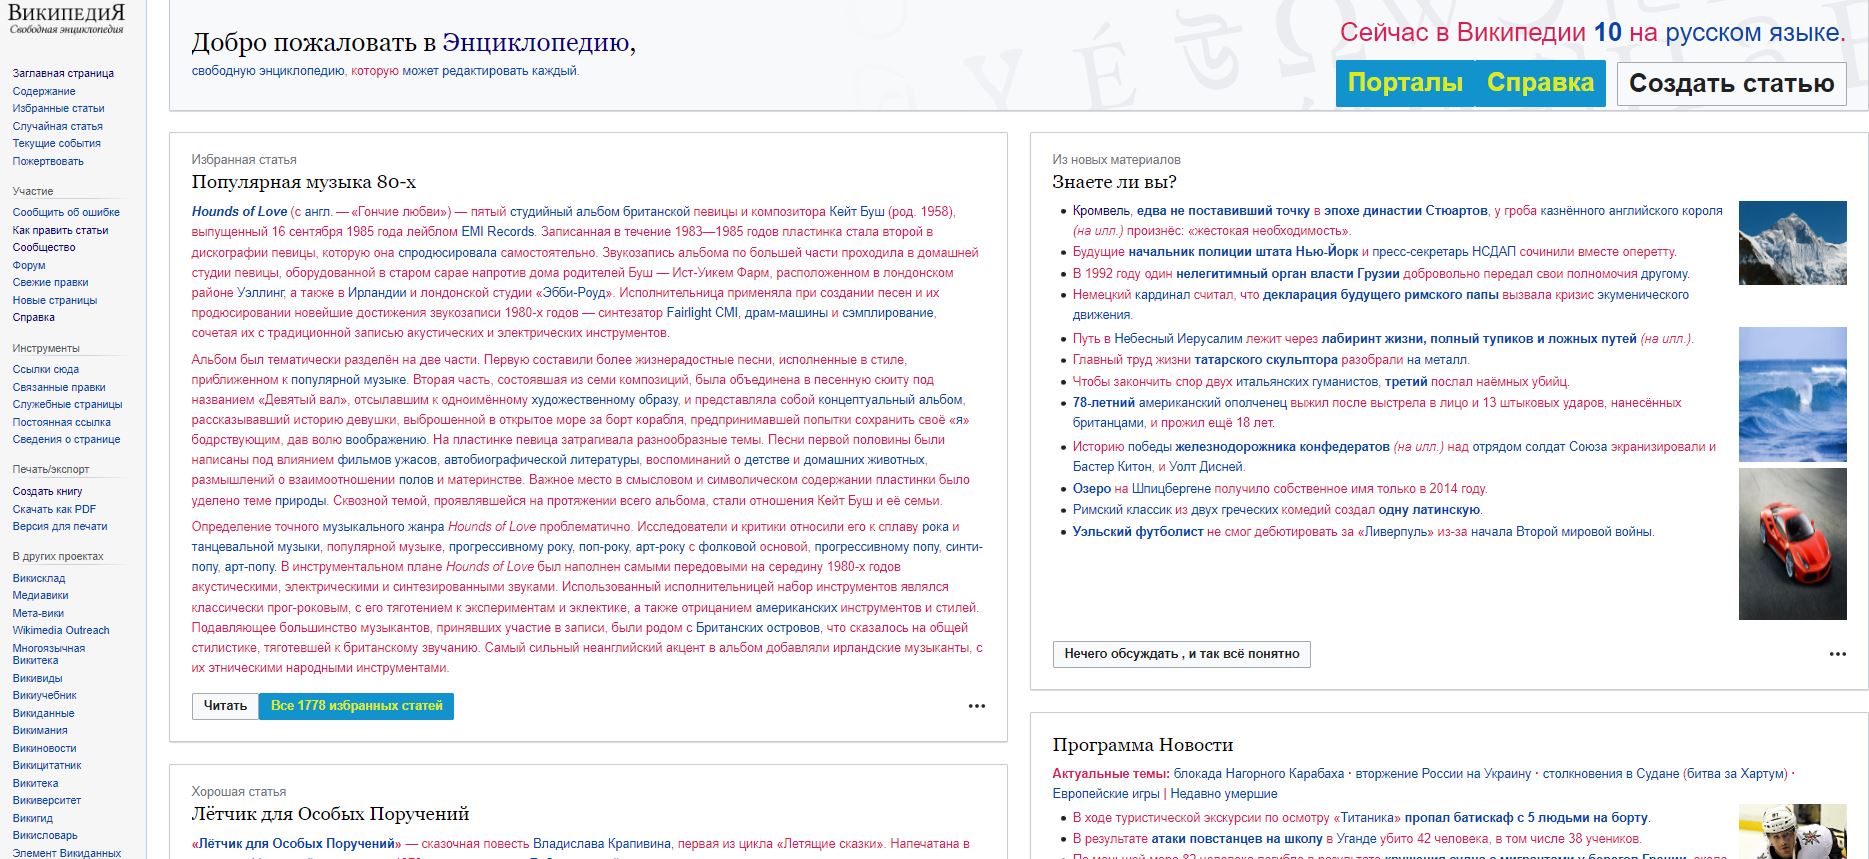 ВИКИПЕДИЯ
Свободная энциклопедия
Заглавная страница
Содержание
Избранные статьи
Случайная статья
Текущие события
Пожертвовать
Участие
Сообщить об ошибке
Как править статьи
Сообщество
Форум
Свежие правки
Новые страницы
Справка
Инструменты
Ссылки сюда
Связанные правки
Служебные страницы
Постоянная ссылка
Сведения о странице
Печать/экспорт
Создать книгу
Скачать как PDF
Версия для печати
В других проектах
Викисклад
Медиавики
Мета-вики
Wikimedia Outreach
Многоязычная
Викитека
Викивиды
Викиучебник
Викиданные
Викимания
Викиновости
Викицитатник
Викитека
Викиверситет
Викигид
Викисловарь
Элемент Викиданных
Добро пожаловать в Энциклопедию,
свободную энциклопедию, которую может редактировать каждый.
Сейчас в Википедии 10 на русском языке.
Порталы Справка Создать статью
Избранная статья
Популярная музыка 80-х
Hounds of Love (с англ. — «Гончие любви») — пятый студийный альбом британской певицы и композитора Кейт Буш (род. 1958),
выпущенный 16 сентября 1985 года лейблом EMI Records. Записанная в течение 1983—1985 годов пластинка стала второй в
дискографии певицы, которую она спродюсировала самостоятельно. Звукозапись альбома по большей части проходила в домашней
студии певицы, оборудованной в старом сарае напротив дома родителей Буш — Ист-Уикем Фарм, расположенном в лондонском
районе Уэллинг, а также в Ирландии и лондонской студии «Эбби-Роуд». Исполнительница применяла при создании песен и их
продюсировании новейшие достижения звукозаписи 1980-х годов — синтезатор Fairlight CMI, драм-машины и сэмплирование,
сочетая их с традиционной записью акустических и электрических инструментов.
Альбом был тематически разделён на две части. Первую составили более жизнерадостные песни, исполненные в стиле,
приближенном к популярной музыке. Вторая часть, состоявшая из семи композиций, была объединена в песенную сюиту под
названием «Девятый вал», отсылавшим к одноимённому художественному образу, и представляла собой концептуальный альбом,
рассказывавший историю девушки, выброшенной в открытое море за борт корабля, предпринимавшей попытки сохранить своё «я»
бодрствующим, дав волю воображению. На пластинке певица затрагивала разнообразные темы. Песни первой половины были
написаны под влиянием фильмов ужасов, автобиографической литературы, воспоминаний о детстве и домашних животных,
размышлений о взаимоотношении полов и материнстве. Важное место в смысловом и символическом содержании пластинки было
уделено теме природы. Сквозной темой, проявлявшейся на протяжении всего альбома, стали отношения Кейт Буш и её семьи.
Определение точного музыкального жанра Hounds of Love проблематично. Исследователи и критики относили его к сплаву рока и
танцевальной музыки, популярной музыке, прогрессивному року, поп-року, арт-року с фолковой основой, прогрессивному попу, синти-
попу, арт-попу. В инструментальном плане Hounds of Love был наполнен самыми передовыми на середину 1980-х годов
акустическими, электрическими и синтезированными звуками. Использованный исполнительницей набор инструментов являлся
классически прог-роковым, с его тяготением к экспериментам и эклектике, а также отрицанием американских инструментов и стилей.
Подавляющее большинство музыкантов, принявших участие в записи, были родом с Британских островов, что сказалось на общей
стилистике, тяготевшей к британскому звучанию. Самый сильный неанглийский акцент в альбом добавляли ирландские музыканты, с
их этническими народными инструментами.
Читать Все 1778 избранных статей
Хорошая статья
Лётчик для Особых Поручений
«Лётчик для Особых Поручений» — сказочная повесть Владислава Крапивина, первая из цикла «Летящие сказки». Напечатана в
Из новых материалов
Знаете ли вы?
Кромвель, едва не поставивший точку в эпохе династии Стюартов, у гроба казнённого английского короля
(на илл.) произнёс: «жестокая необходимость».
Будущие начальник полиции штата Нью-Йорк и пресс-секретарь НСДАП сочинили вместе оперетту.
В 1992 году один нелегитимный орган власти Грузии добровольно передал свои полномочия другому.
Немецкий кардинал считал, что декларация будущего римского папы вызвала кризис экуменического
движения.
Путь в Небесный Иерусалим лежит через лабиринт жизни, полный тупиков и ложных путей (на илл.).
Главный труд жизни татарского скульптора разобрали на металл.
Чтобы закончить спор двух итальянских гуманистов, третий послал наёмных убийц.
78-летний американский ополченец выжил после выстрела в лицо и 13 штыковых ударов, нанесённых
британцами, и прожил ещё 18 лет.
Историю победы железнодорожника конфедератов (на илл.) над отрядом солдат Союза экранизировали и
Бастер Китон, и Уолт Дисней.
Озеро на Шпицбергене получило собственное имя только в 2014 году.
Римский классик из двух греческих комедий создал одну латинскую.
Уэльский футболист не смог дебютировать за «Ливерпуль» из-за начала Второй мировой войны.
Нечего обсуждать , и так всё понятно
Программа Новости
Актуальные темы: блокада Нагорного Карабаха · вторжение России на Украину · столкновения в Судане (битва за Хартум) ·
Европейские игры | Недавно умершие
В ходе туристической экскурсии по осмотру «Титаника» пропал батискаф с 5 людьми на борту.
В результате атаки повстанцев на школу в Уганде убито 42 человека, в том числе 38 учеников.